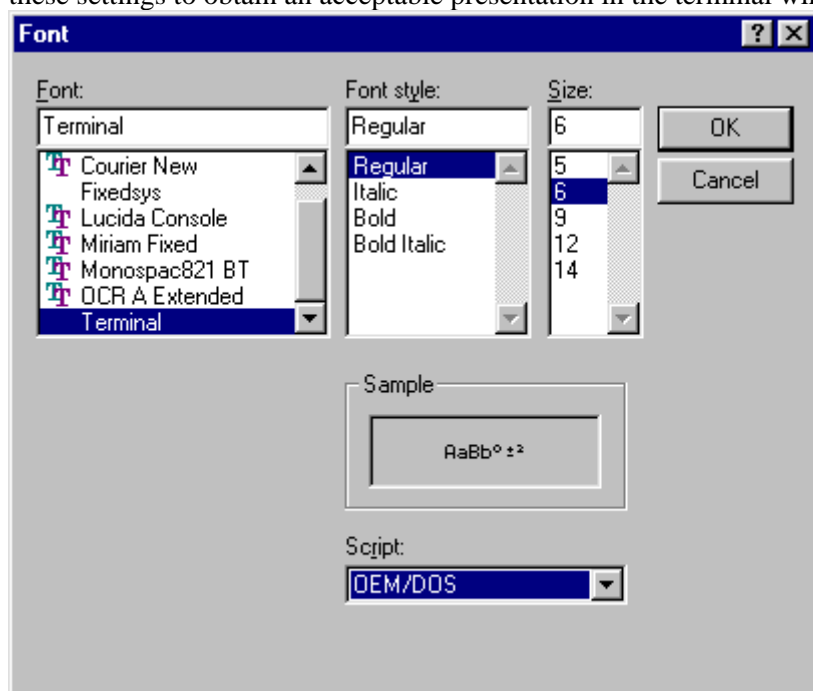 these settings to obtain an acceptable presentation in the terminal wi
Font
Font: Font style: Size:
Terminal Regular 6 OK
Courier New Regular 5 Cancel
Fixedsys Italic 6
Lucida Console Bold 9
Miriam Fixed Bold Italic 12
Monospac821 BT 14
OCR A Extended
Terminal
Sample
AaBb°±²
Script:
OEM/DOS